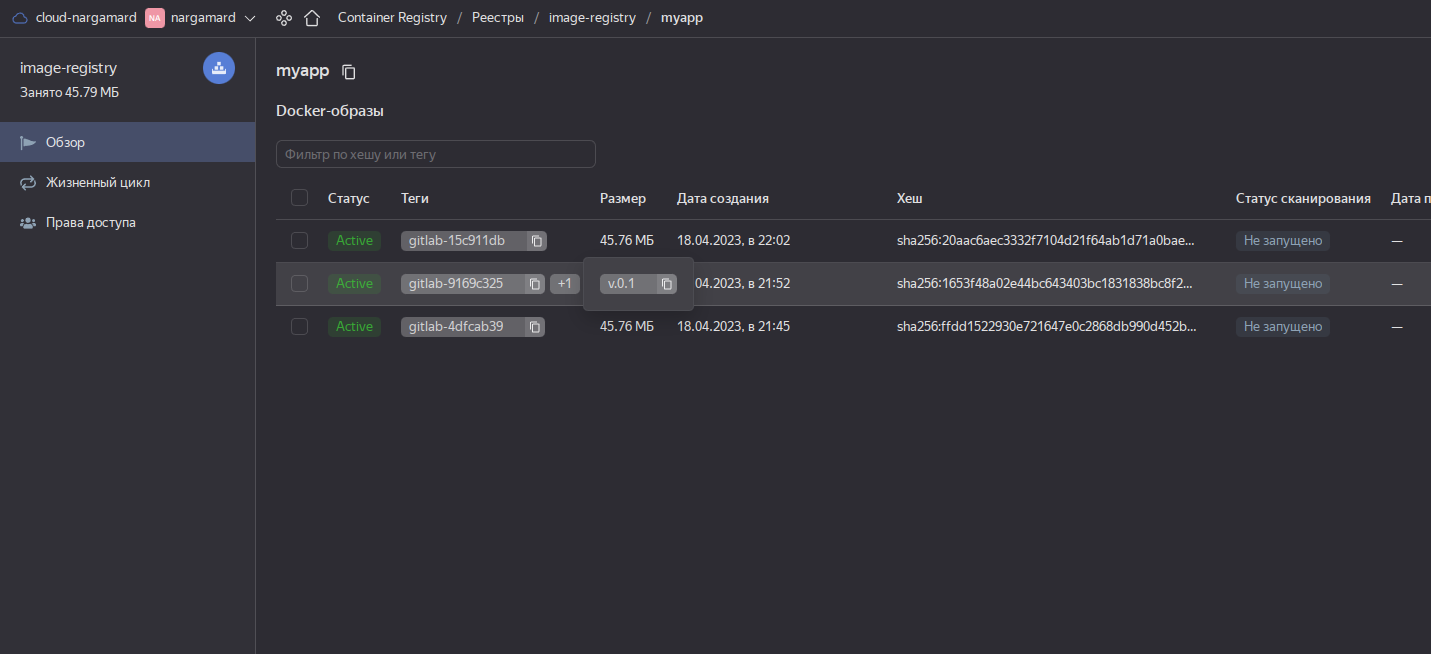 cloud-nargamard NA nargamard Container Registry / Реестры / image-registry / myapp
image-registry
Занято 45.79 МБ
Обзор
Жизненный цикл
Права доступа
myapp
Docker-образы
Фильтр по хешу или тегу
Статус Теги Размер Дата создания Хеш Статус сканирования Дата п
Active gitlab-15c911db 45.76 МБ 18.04.2023, в 22:02 sha256:20aac6aec3332f7104d21f64ab1d71a0bae... Не запущено —
Active gitlab-9169c325 +1 v.0.1 .04.2023, в 21:52 sha256:1653f48a02e44bc643403bc1831838bc8f2... Не запущено —
Active gitlab-4dfcab39 45.76 МБ 18.04.2023, в 21:45 sha256:ffdd1522930e721647e0c2868db990d452b... Не запущено —